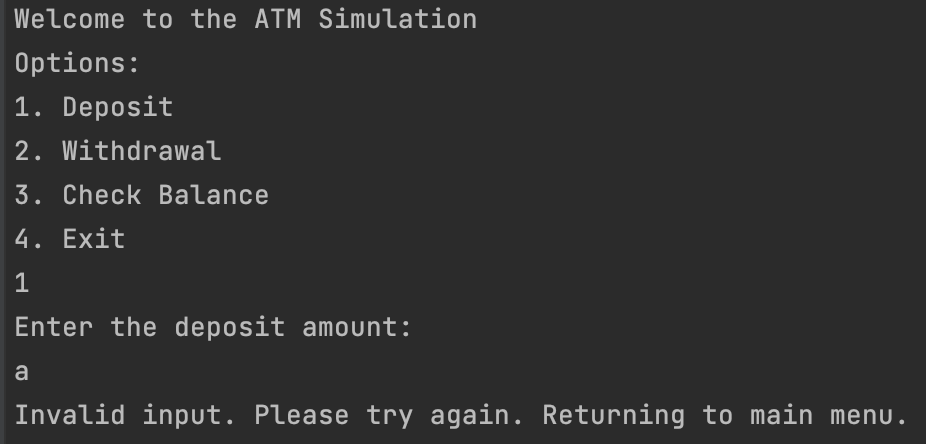 Welcome to the ATM Simulation
Options:
1. Deposit
2. Withdrawal
3. Check Balance
4. Exit
1
Enter the deposit amount:
a
Invalid input. Please try again. Returning to main menu.